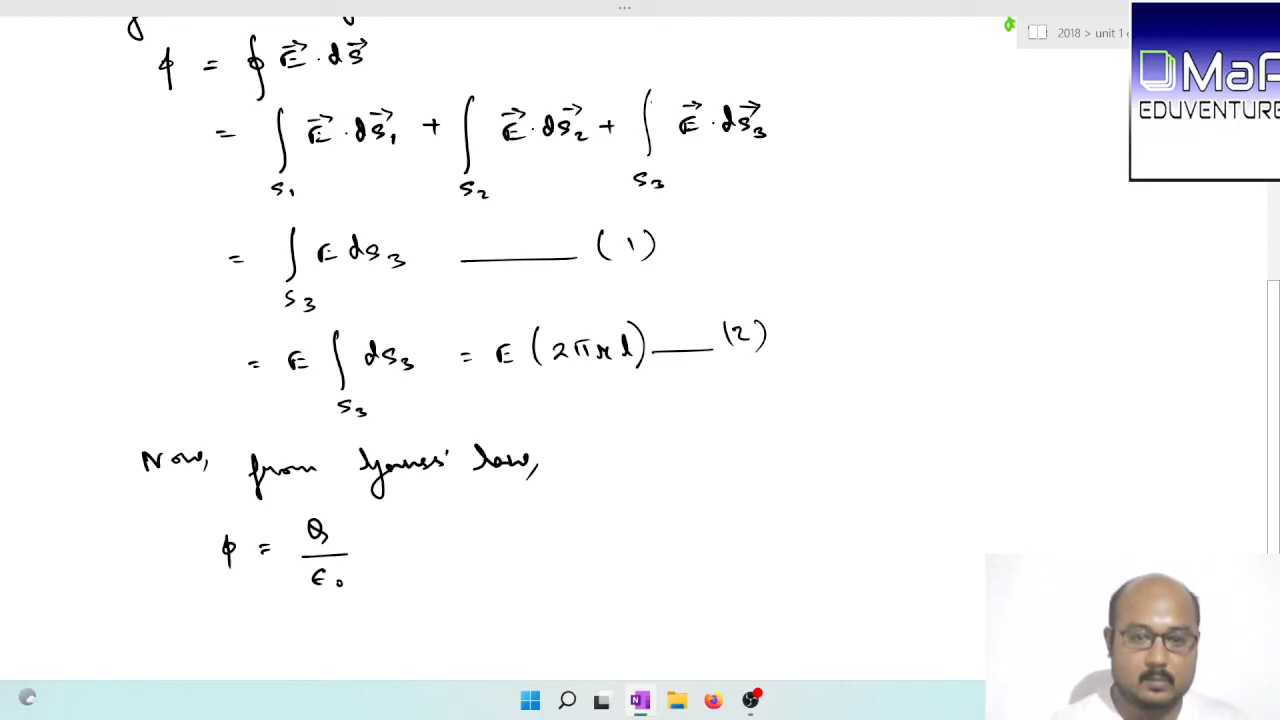 2018 > unit 1
MaF
EDUVENTURE
ϕ = ∮ E⃗ · dS⃗
= ∫S₁ E⃗ · dS⃗₁ + ∫S₂ E⃗ · dS⃗₂ + ∫S₃ E⃗ · dS⃗₃
= ∫S₃ E dS₃ ——— (1)
= E ∫S₃ dS₃ = E (2πrl) —— (2)
Now, from Gauss' law,
ϕ = Q/ϵ₀